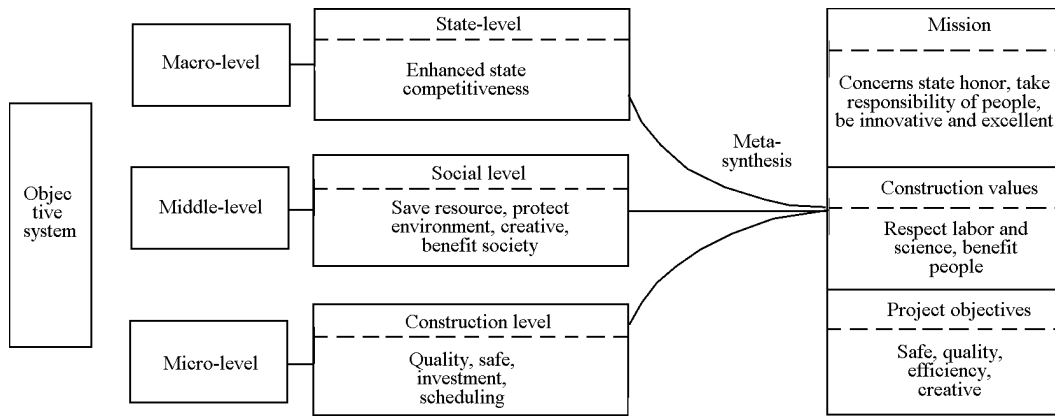 Objec
tive
system
Macro-level
State-level
Enhanced state
competitiveness
Middle-level
Social level
Save resource, protect
environment, creative,
benefit society
Micro-level
Construction level
Quality, safe,
investment,
scheduling
Meta-
synthesis
Mission
Concerns state honor, take
responsibility of people,
be innovative and excellent
Construction values
Respect labor and
science, benefit
people
Project objectives
Safe, quality,
efficiency,
creative